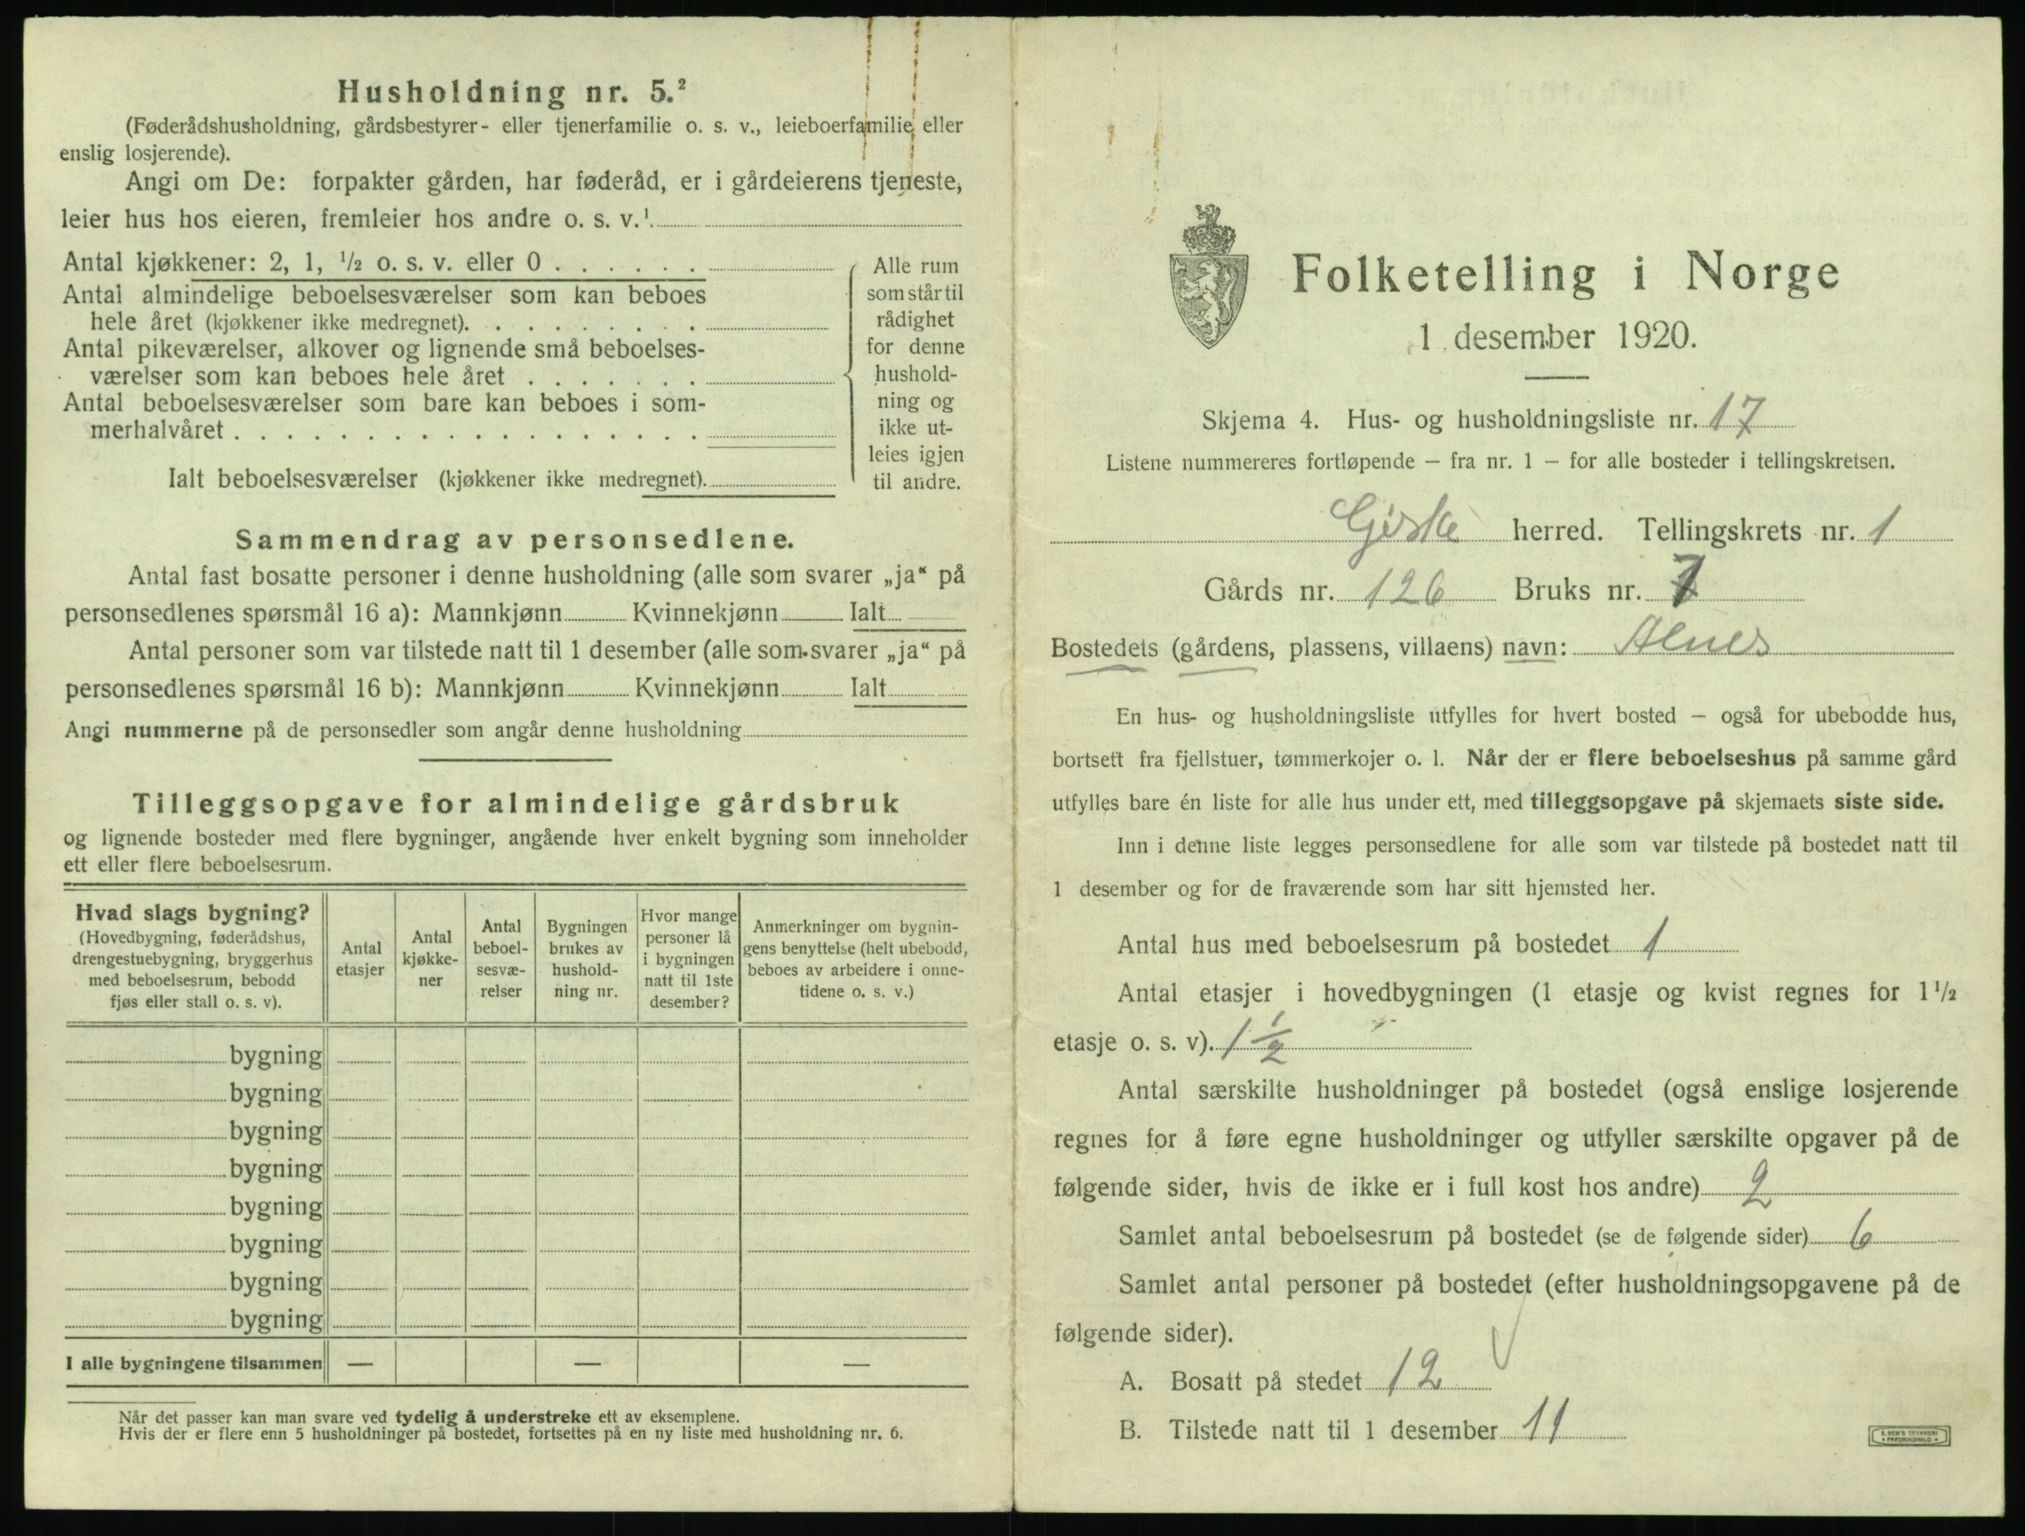 Husholdning nr. 5.²
(Føderådshusholdning, gårdsbestyrer- eller tjenerfamilie o. s. v., leieboerfamilie eller
enslig losjerende).
Angi om De: forpakter gården, har føderåd, er i gårdeierens tjeneste,
leier hus hos eieren, fremleier hos andre o. s. v.¹
Antal kjøkkener: 2, 1, ½ o. s. v. eller 0 . . . . . .
Antal almindelige beboelsesværelser som kan beboes
hele året (kjøkkener ikke medregnet). . . . . . . . .
Antal pikeværelser, alkover og lignende små beboelses-
værelser som kan beboes hele året . . . . . . .
Antal beboelsesværelser som bare kan beboes i som-
merhalvåret . . . . . . . . . . . . . . . . . .
Ialt beboelsesværelser (kjøkkener ikke medregnet).
Alle rum
som står til
rådighet
for denne
hushold-
ning og
ikke ut-
leies igjen
til andre.
Sammendrag av personsedlene.
Antal fast bosatte personer i denne husholdning (alle som svarer „ja“ på
personsedlenes spørsmål 16 a): Mannkjønn Kvinnekjønn Ialt
Antal personer som var tilstede natt til 1 desember (alle som svarer „ja“ på
personsedlenes spørsmål 16 b): Mannkjønn Kvinnekjønn Ialt
Angi nummerne på de personsedler som angår denne husholdning
Tilleggsopgave for almindelige gårdsbruk
og lignende bosteder med flere bygninger, angående hver enkelt bygning som inneholder
ett eller flere beboelsesrum.
Hvad slags bygning?
(Hovedbygning, føderådshus,
drengestuebygning, bryggerhus
med beboelsesrum, bebodd
fjøs eller stall o. s. v).
Antal
etasjer
Antal
kjøkke-
ner
Antal
beboel-
sesvæ-
relser
Bygningen
brukes av
hushold-
ning nr.
Hvor mange
personer lå
i bygningen
natt til 1ste
desember?
Anmerkninger om bygnin-
gens benyttelse (helt ubebodd,
beboes av arbeidere i onne-
tidene o. s. v.)
bygning
bygning
bygning
bygning
bygning
bygning
bygning
bygning
I alle bygningene tilsammen — — —
Når det passer kan man svare ved tydelig å understreke ett av eksemplene.
Hvis der er flere enn 5 husholdninger på bostedet, fortsettes på en ny liste med husholdning nr. 6.
Folketelling i Norge
1 desember 1920.
Skjema 4. Hus- og husholdningsliste nr. 17
Listene nummereres fortløpende – fra nr. 1 – for alle bosteder i tellingskretsen.
Giske herred. Tellingskrets nr. 1
Gårds nr. 126 Bruks nr. 7
Bostedets (gårdens, plassens, villaens) navn: Alnes
En hus- og husholdningsliste utfylles for hvert bosted – også for ubebodde hus,
bortsett fra fjellstuer, tømmerkojer o. l. Når der er flere beboelseshus på samme gård
utfylles bare én liste for alle hus under ett, med tilleggsopgave på skjemaets siste side.
Inn i denne liste legges personsedlene for alle som var tilstede på bostedet natt til
1 desember og for de fraværende som har sitt hjemsted her.
Antal hus med beboelsesrum på bostedet 1
Antal etasjer i hovedbygningen (1 etasje og kvist regnes for 1½
etasje o. s. v). 1½
Antal særskilte husholdninger på bostedet (også enslige losjerende
regnes for å føre egne husholdninger og utfyller særskilte opgaver på de
følgende sider, hvis de ikke er i full kost hos andre) 2
Samlet antal beboelsesrum på bostedet (se de følgende sider) 6
Samlet antal personer på bostedet (efter husholdningsopgavene på de
følgende sider).
A. Bosatt på stedet 12
B. Tilstede natt til 1 desember 11